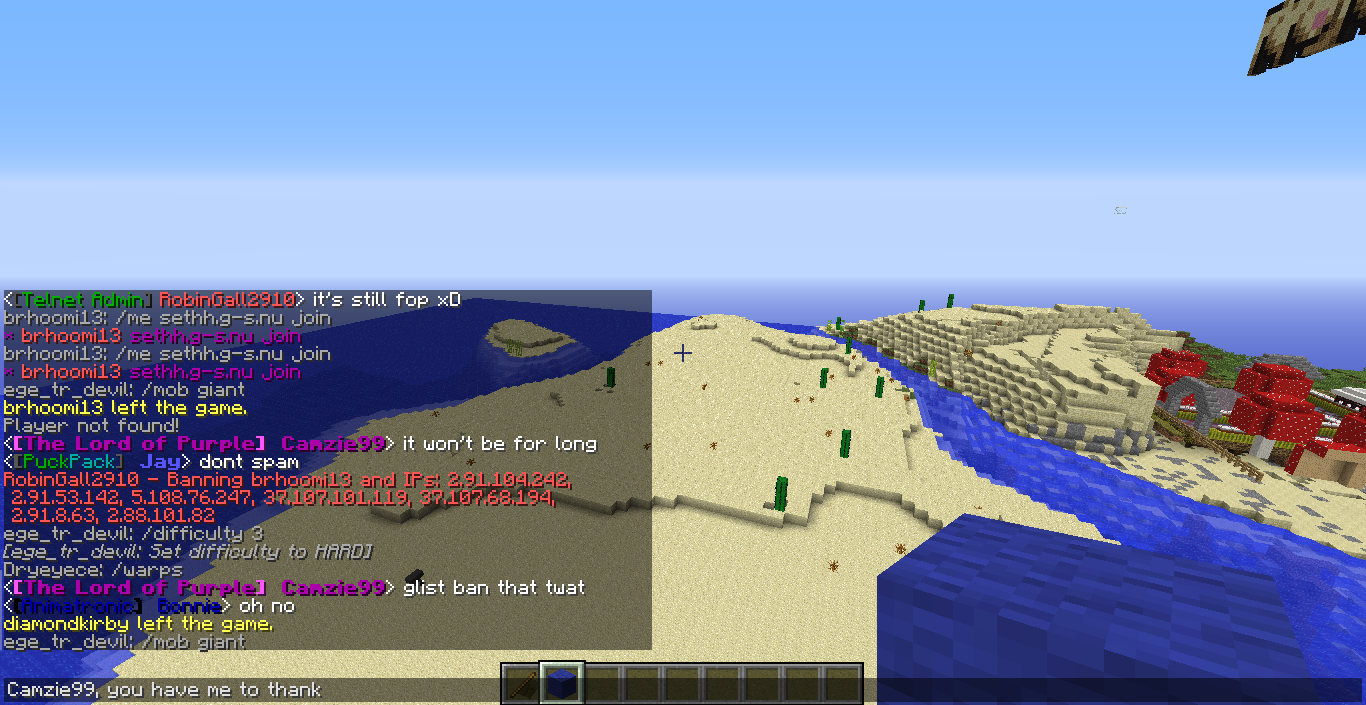 <[Telnet Admin] RobinGall2910> it's still fop xD
brhoomi13: /me sethh.g-s.nu join
* brhoomi13 sethh.g-s.nu join
brhoomi13: /me sethh.g-s.nu join
* brhoomi13 sethh.g-s.nu join
ege_tr_devil: /mob giant
brhoomi13 left the game.
Player not found!
<[The Lord of Purple] Camzie99> it won't be for long
<[PuckPack] Jay> dont spam
RobinGall2910 - Banning brhoomi13 and IPs: 2.91.104.242,
2.91.53.142, 5.108.76.247, 37.107.101.119, 37.107.68.194,
2.91.8.63, 2.88.101.82
ege_tr_devil: /difficulty 3
[ege_tr_devil: Set difficulty to HARD]
Dryeyece: /warps
<[The Lord of Purple] Camzie99> glist ban that twat
<[Animatronic] Bonnie> oh no
diamondkirby left the game.
ege_tr_devil: /mob giant
Camzie99, you have me to thank